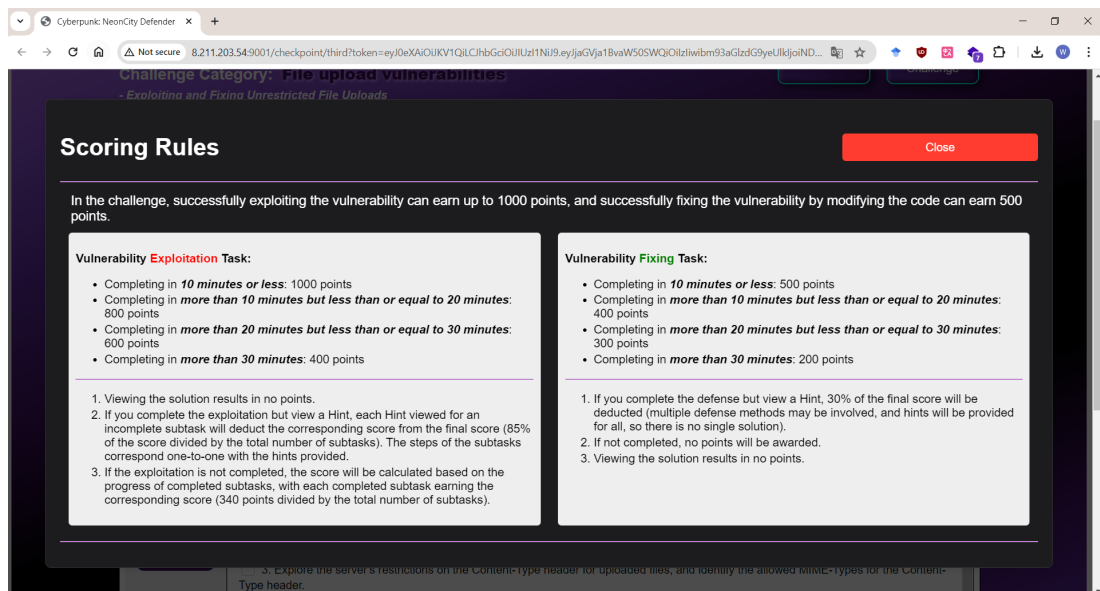 Cyberpunk: NeonCity Defender
Not secure
8.211.203.54:9001/checkpoint/third?token=eyJ0eXAiOiJKV1QiLCJhbGciOiJIUzI1NiJ9.eyJjaGVja1BvaW50SWQiOiIzIiwibm93aGlzdG9yeUlkIjoiND...
W
Challenge Category: File upload vulnerabilities
Challenge
- Exploiting and Fixing Unrestricted File Uploads
Scoring Rules
Close
In the challenge, successfully exploiting the vulnerability can earn up to 1000 points, and successfully fixing the vulnerability by modifying the code can earn 500
points.
Vulnerability Exploitation Task:
• Completing in 10 minutes or less: 1000 points
• Completing in more than 10 minutes but less than or equal to 20 minutes:
800 points
• Completing in more than 20 minutes but less than or equal to 30 minutes:
600 points
• Completing in more than 30 minutes: 400 points
1. Viewing the solution results in no points.
2. If you complete the exploitation but view a Hint, each Hint viewed for an
incomplete subtask will deduct the corresponding score from the final score (85%
of the score divided by the total number of subtasks). The steps of the subtasks
correspond one-to-one with the hints provided.
3. If the exploitation is not completed, the score will be calculated based on the
progress of completed subtasks, with each completed subtask earning the
corresponding score (340 points divided by the total number of subtasks).
Vulnerability Fixing Task:
• Completing in 10 minutes or less: 500 points
• Completing in more than 10 minutes but less than or equal to 20 minutes:
400 points
• Completing in more than 20 minutes but less than or equal to 30 minutes:
300 points
• Completing in more than 30 minutes: 200 points
1. If you complete the defense but view a Hint, 30% of the final score will be
deducted (multiple defense methods may be involved, and hints will be provided
for all, so there is no single solution).
2. If not completed, no points will be awarded.
3. Viewing the solution results in no points.
3. Explore the server's restrictions on the Content-Type header for uploaded files, and identify the allowed MIME-Types for the Content-
Type header.